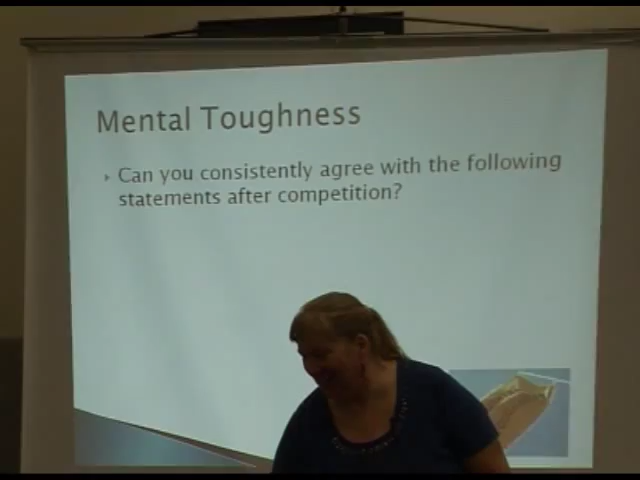 Mental Toughness
Can you consistently agree with the following
statements after competition?